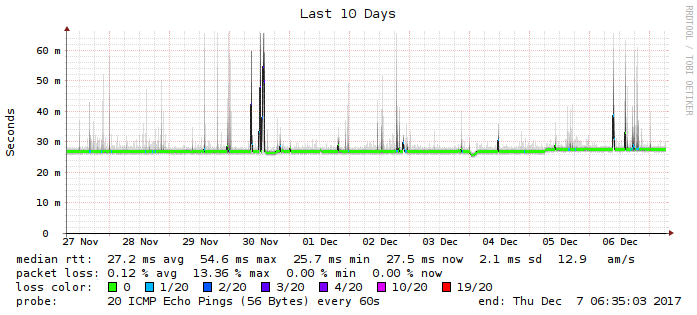 Last 10 Days
RRDTOOL / TOBI OETIKER
Seconds
60 m
50 m
40 m
30 m
20 m
10 m
0
27 Nov 28 Nov 29 Nov 30 Nov 01 Dec 02 Dec 03 Dec 04 Dec 05 Dec 06 Dec
median rtt: 27.2 ms avg 54.6 ms max 25.7 ms min 27.5 ms now 2.1 ms sd 12.9 am/s
packet loss: 0.12 % avg 13.36 % max 0.00 % min 0.00 % now
loss color: 0 1/20 2/20 3/20 4/20 10/20 19/20
probe: 20 ICMP Echo Pings (56 Bytes) every 60s end: Thu Dec 7 06:35:03 2017